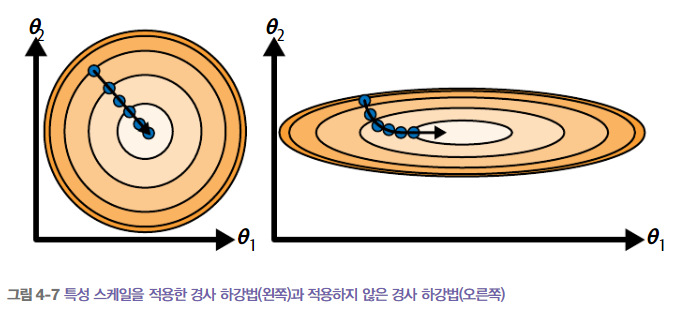 θ2
θ2
θ1
θ1
그림 4-7 특성 스케일을 적용한 경사 하강법(왼쪽)과 적용하지 않은 경사 하강법(오른쪽)